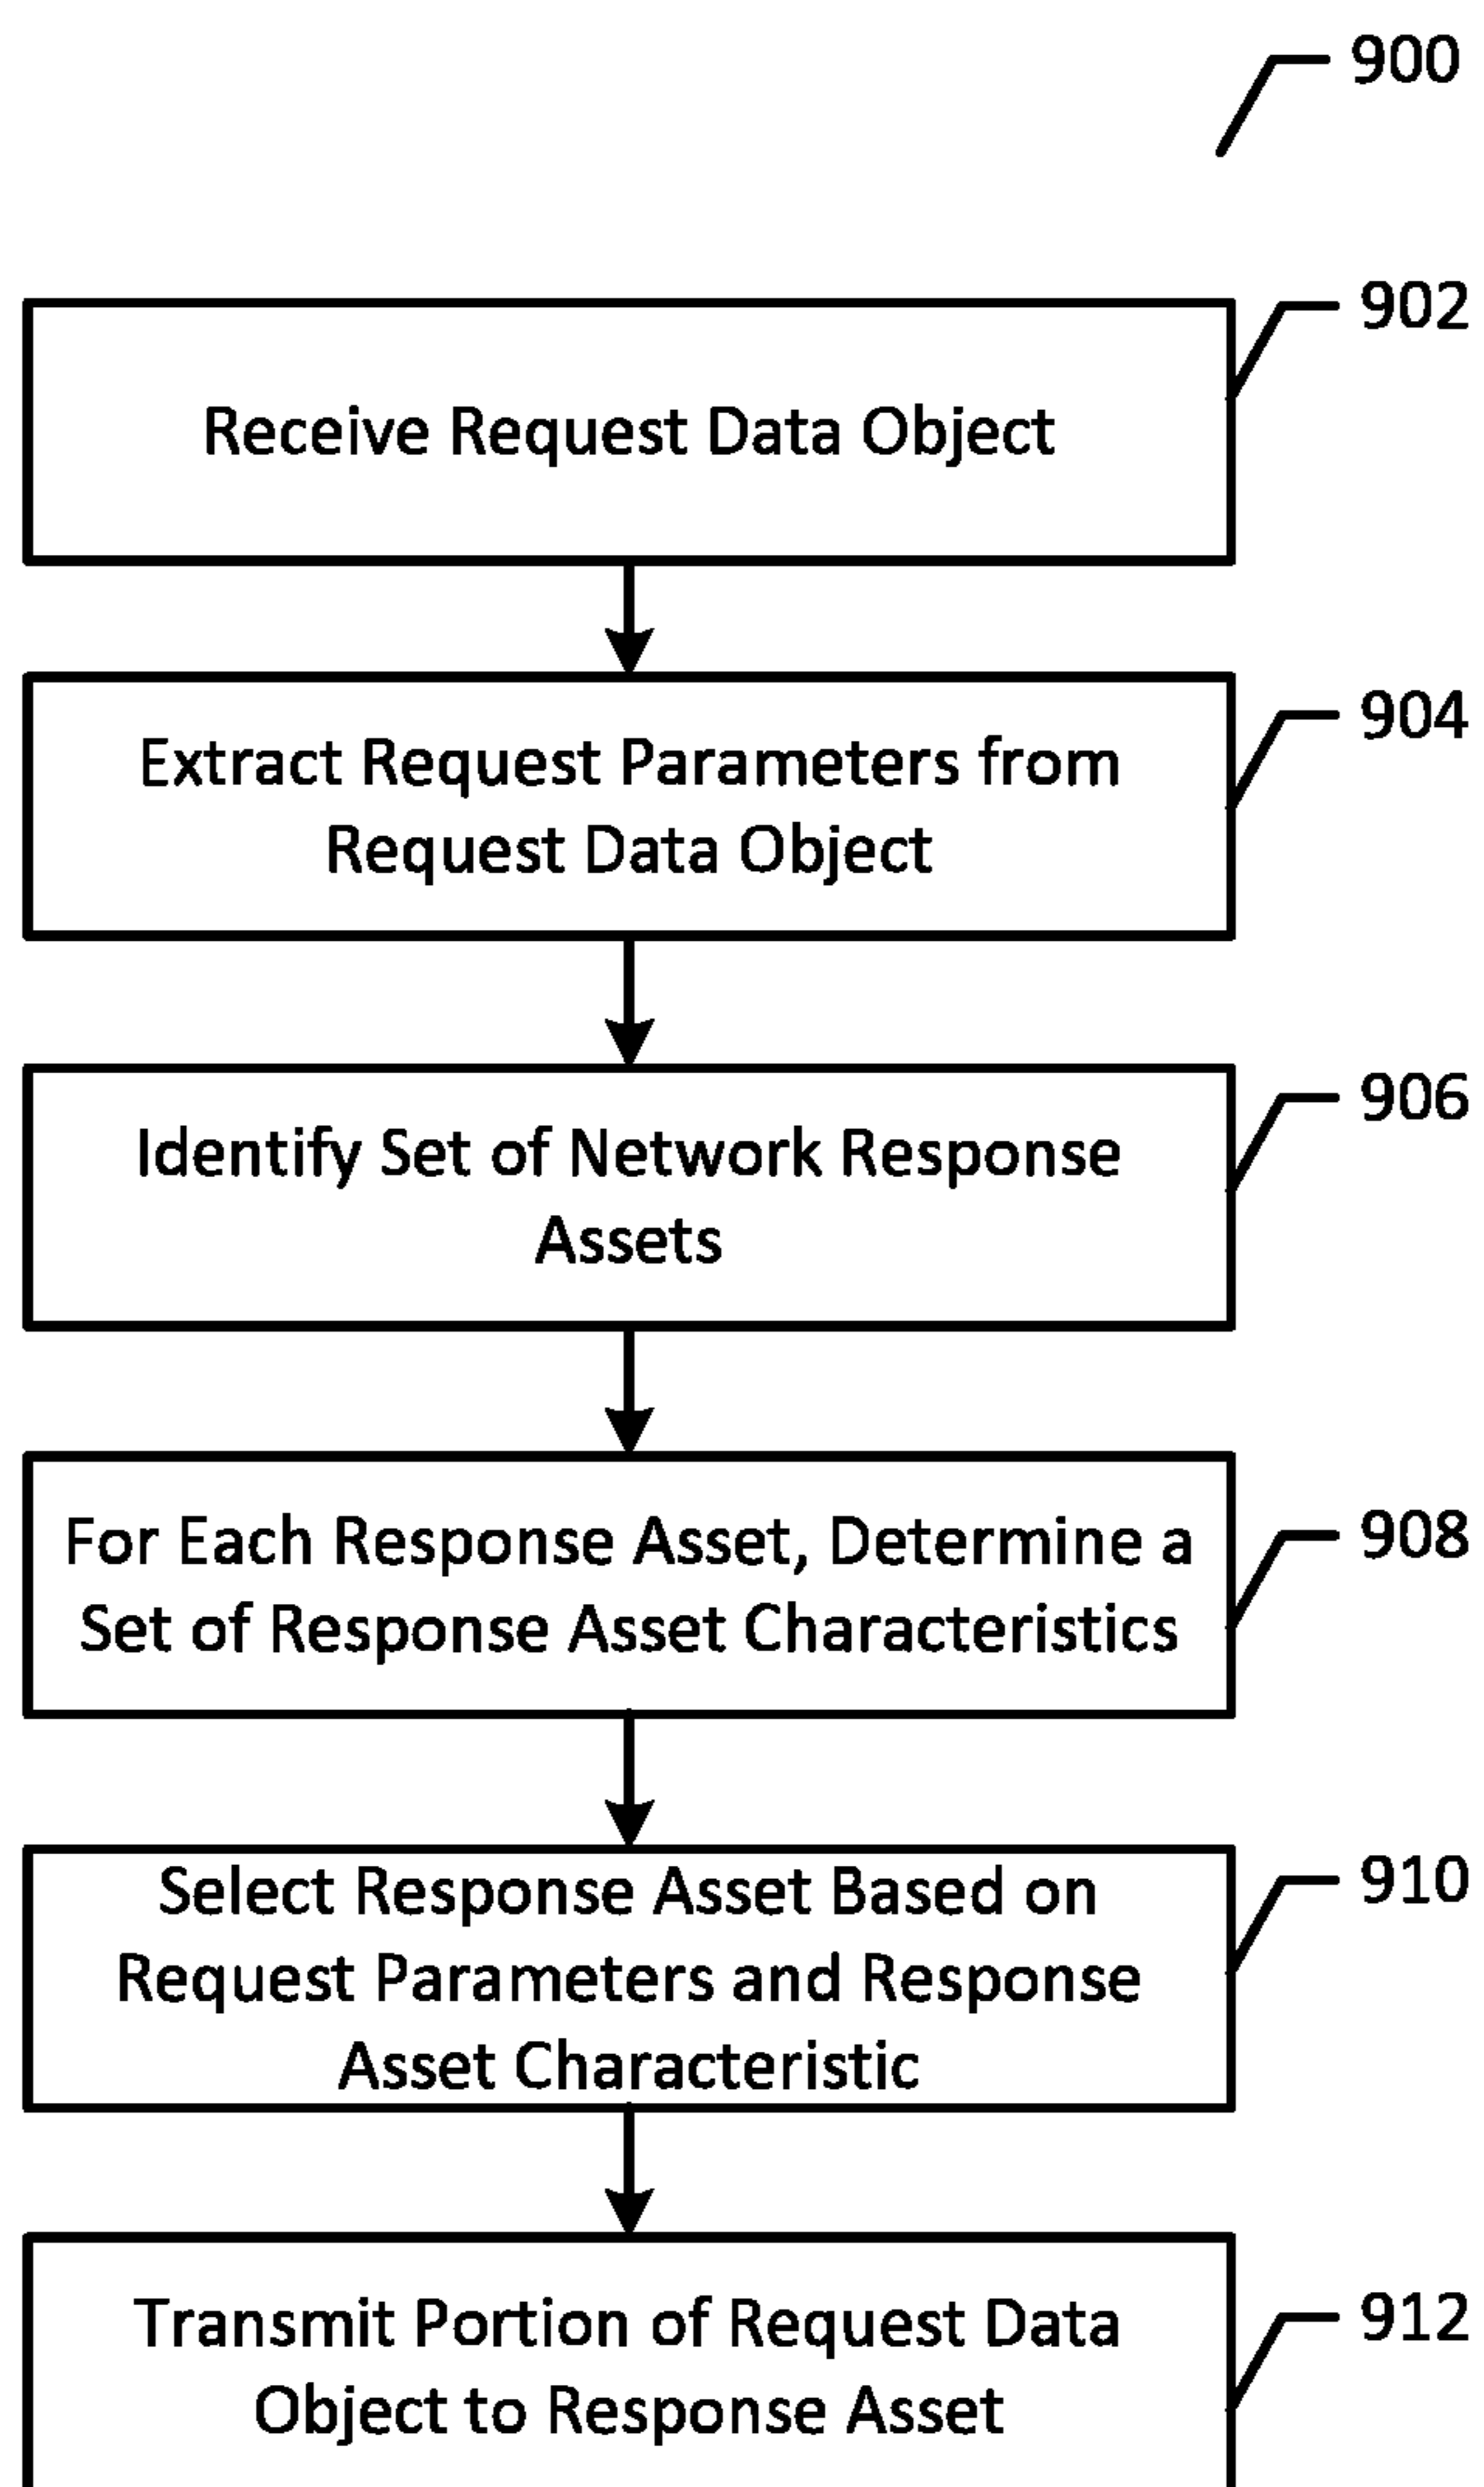 900
902
Receive Request Data Object
904
Extract Request Parameters from
Request Data Object
906
Identify Set of Network Response
Assets
908
For Each Response Asset, Determine a
Set of Response Asset Characteristics
910
Select Response Asset Based on
Request Parameters and Response
Asset Characteristic
912
Transmit Portion of Request Data
Object to Response Asset